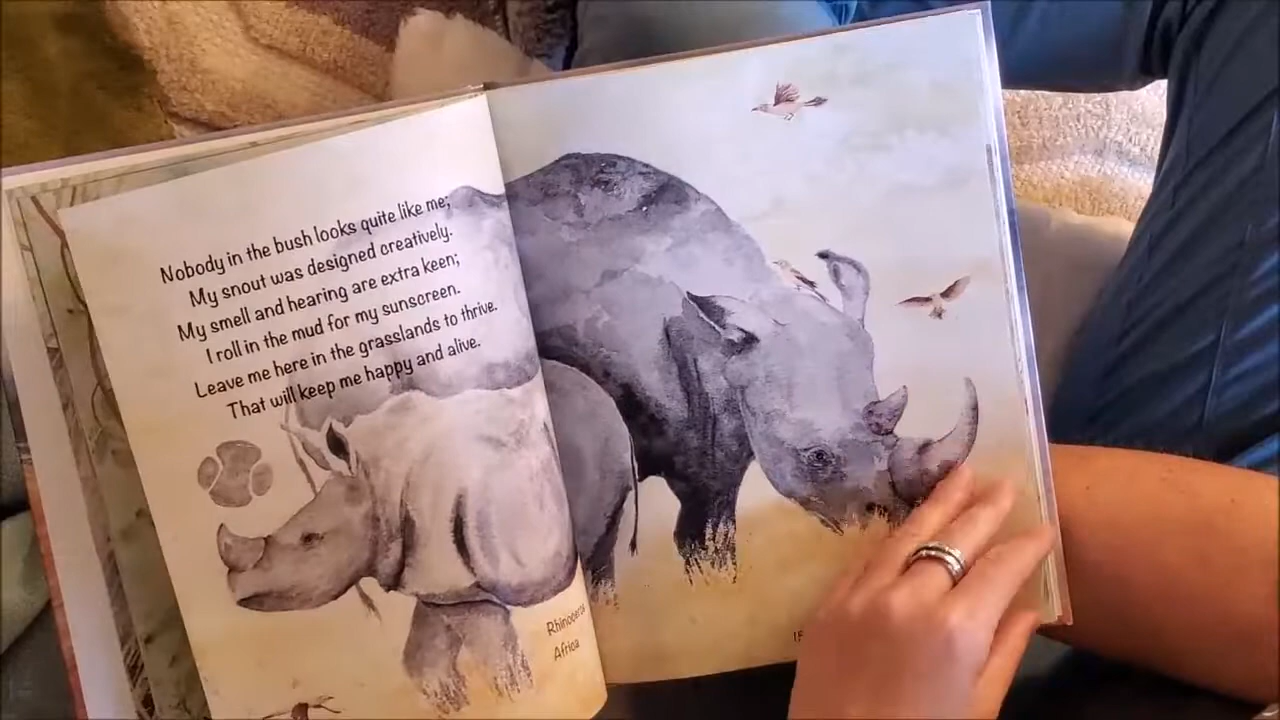 Nobody in the bush looks quite like me;
My snout was designed creatively.
My smell and hearing are extra keen;
I roll in the mud for my sunscreen.
Leave me here in the grasslands to thrive.
That will keep me happy and alive.
Rhinoceros
Africa